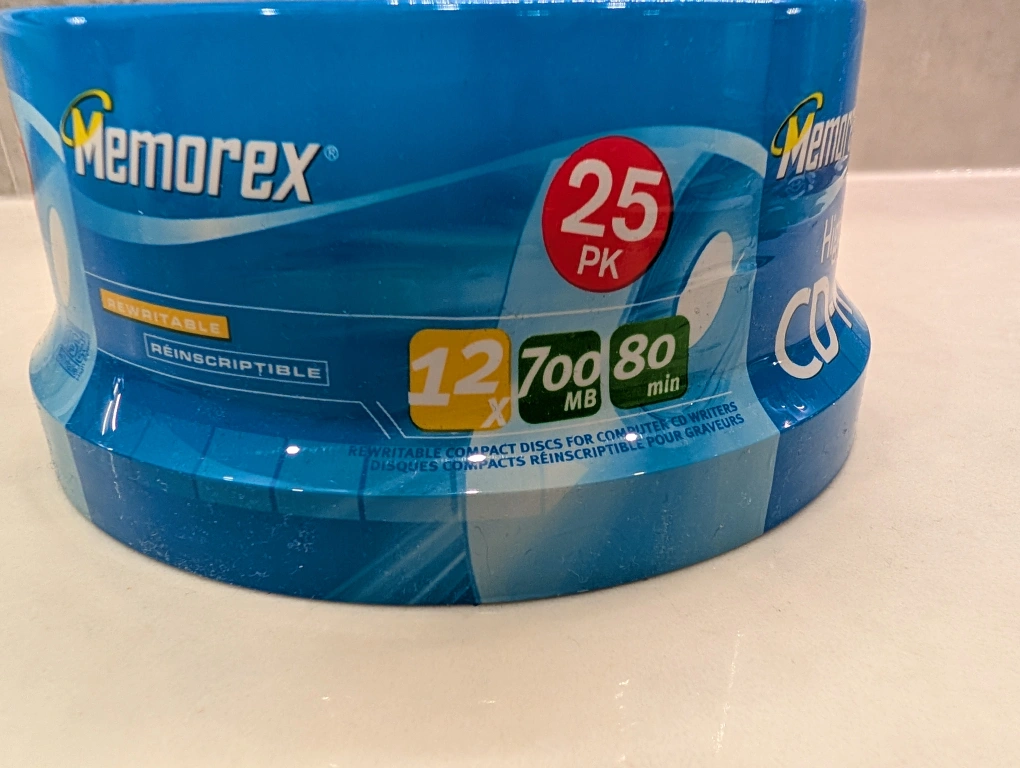 Memorex®
25
PK
REWRITABLE
RÉINSCRIPTIBLE
12x
700
MB
80
min
REWRITABLE COMPACT DISCS FOR COMPUTER CD WRITERS
DISQUES COMPACTS RÉINSCRIPTIBLE POUR GRAVEURS